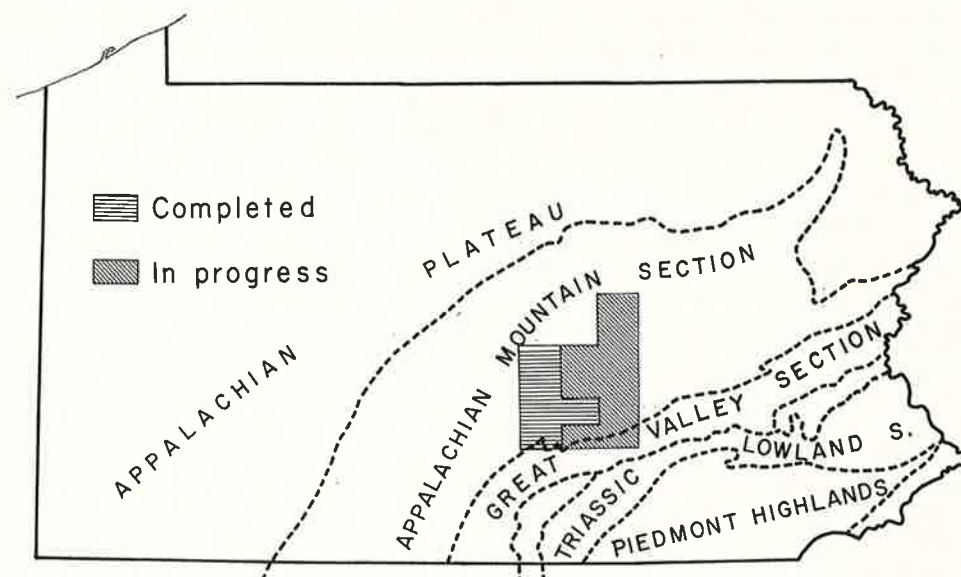 Completed
In progress
APPALACHIAN PLATEAU
APPALACHIAN MOUNTAIN SECTION
GREAT VALLEY SECTION
TRIASSIC LOWLAND S.
PIEDMONT HIGHLANDS